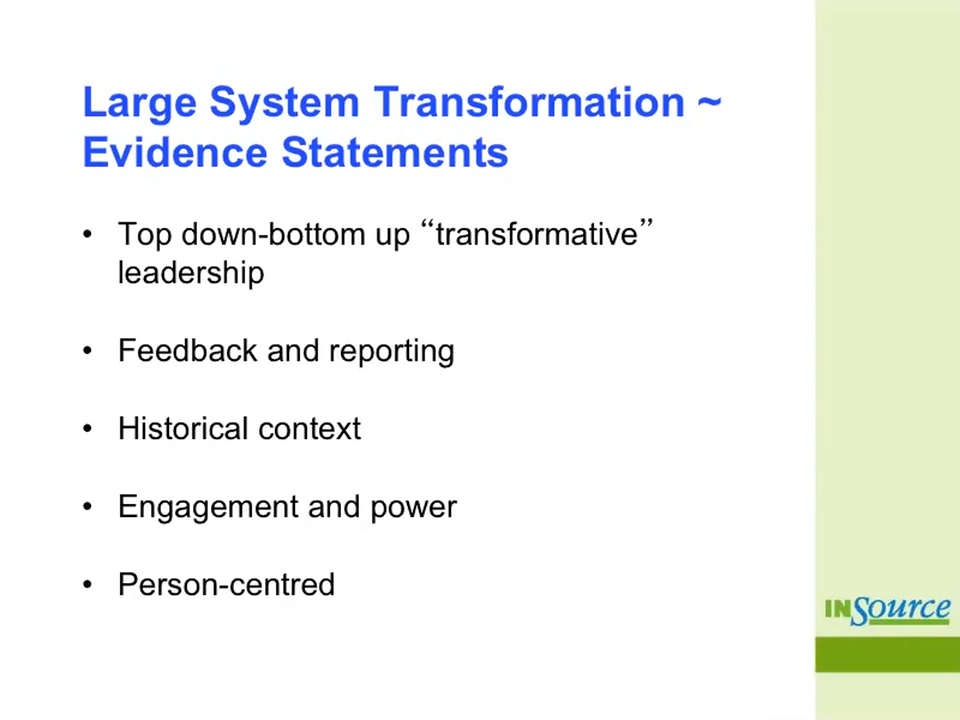 Large System Transformation ~
Evidence Statements
• Top down-bottom up “transformative”
leadership
• Feedback and reporting
• Historical context
• Engagement and power
• Person-centred
INSource